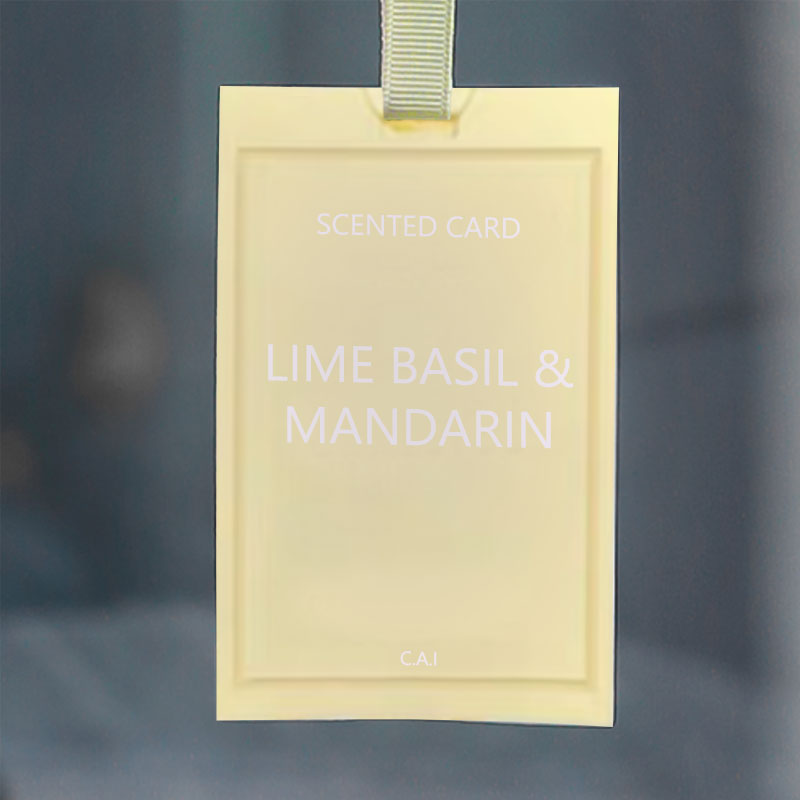 SCENTED CARD
LIME BASIL &
MANDARIN
C.A.I